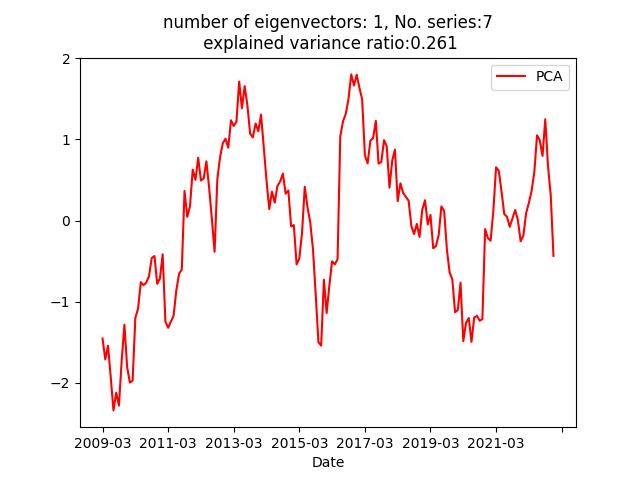 number of eigenvectors: 1, No. series:7
explained variance ratio:0.261
PCA
2
1
0
−1
−2
2009-03 2011-03 2013-03 2015-03 2017-03 2019-03 2021-03
Date